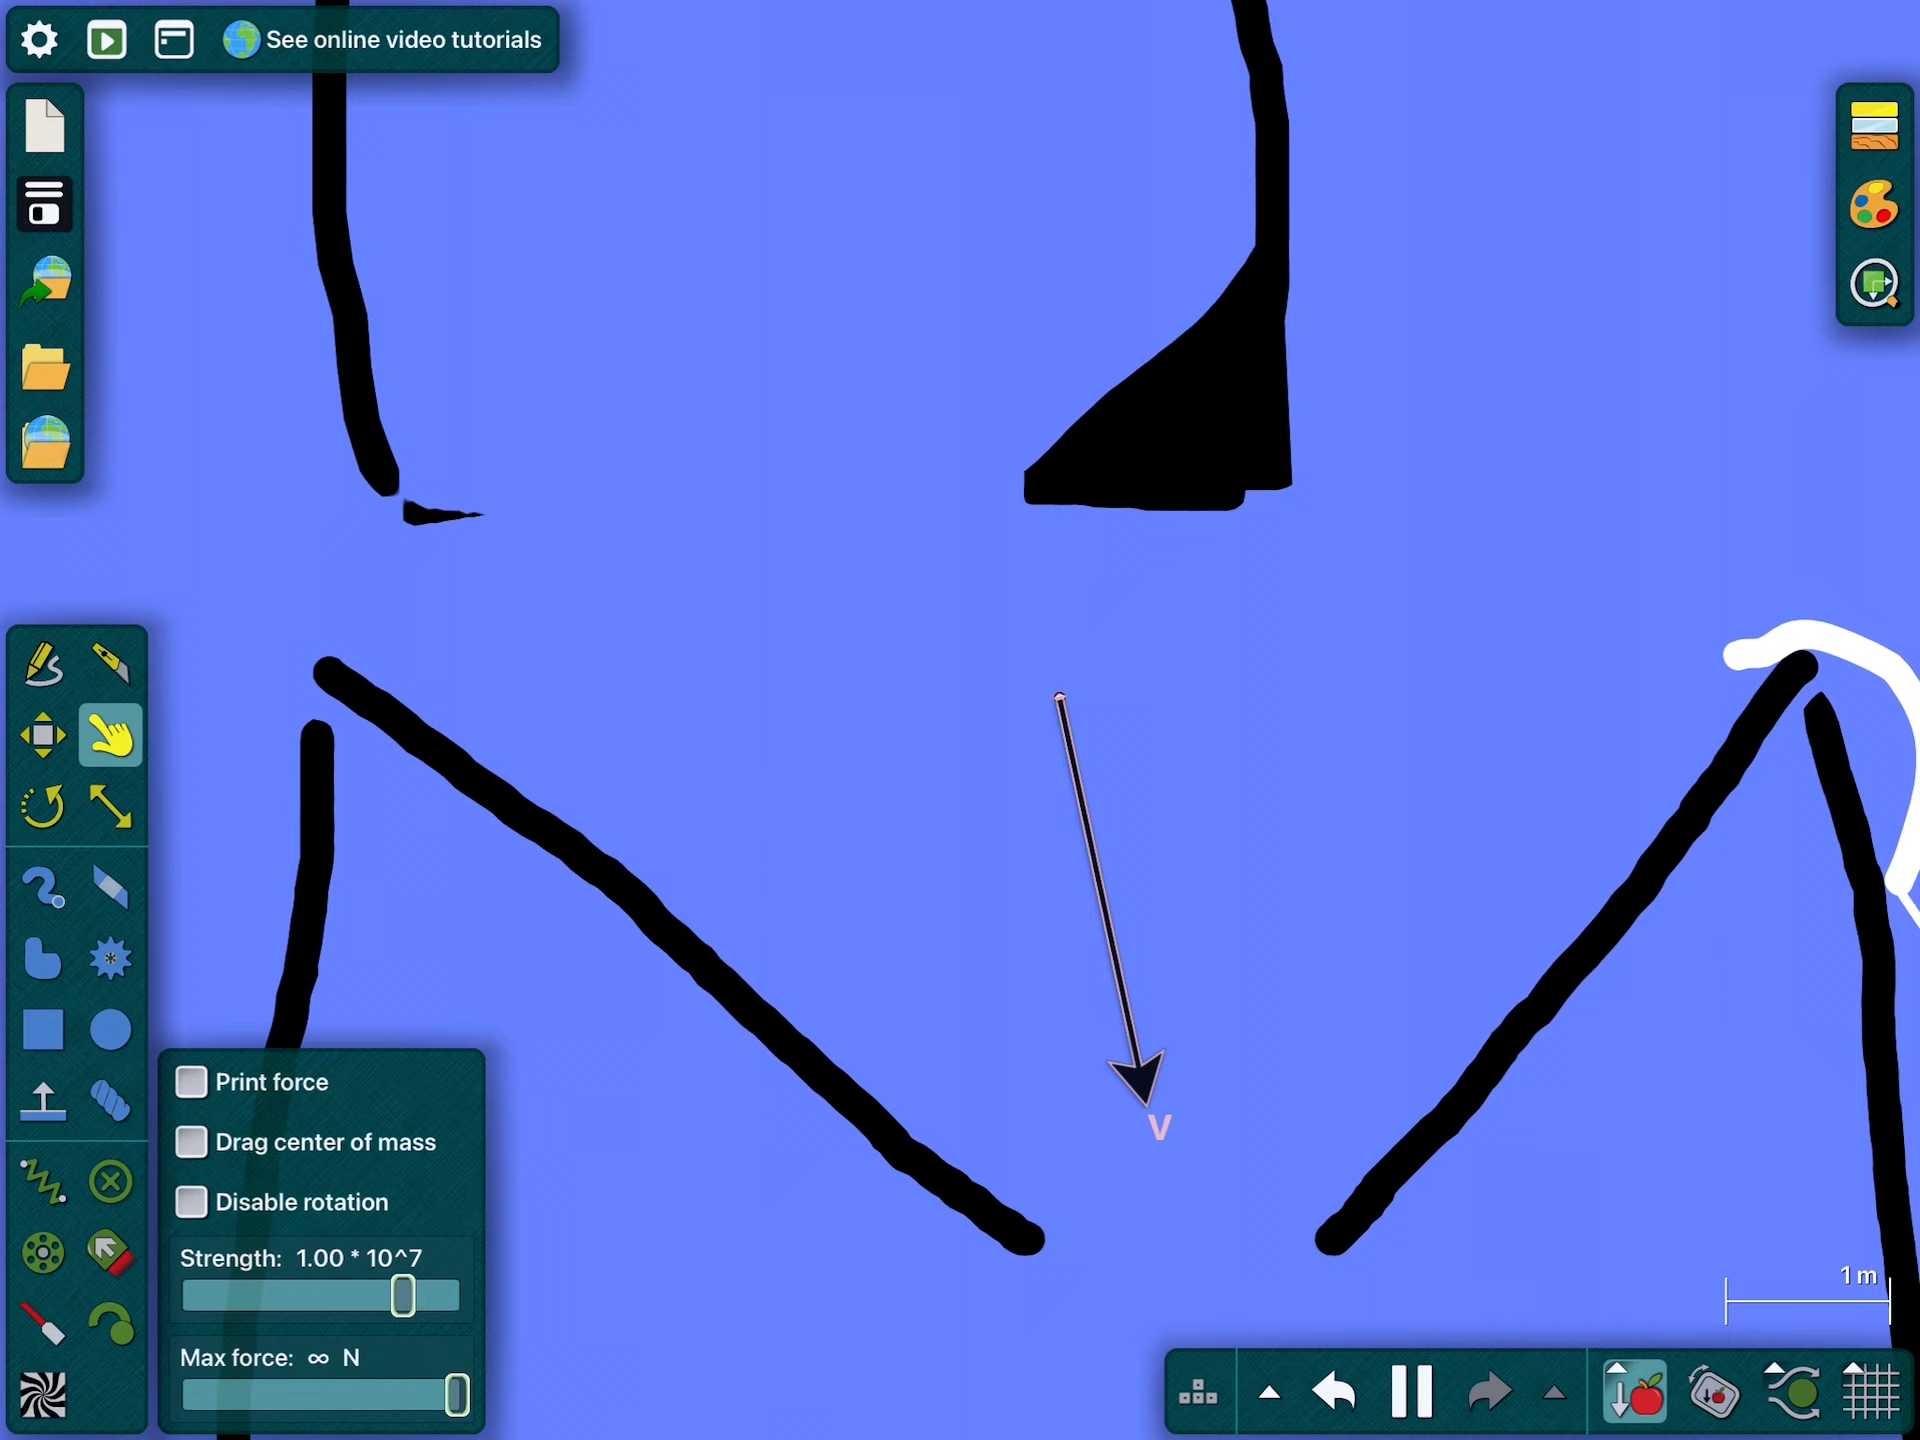 See online video tutorials
v
Print force
Drag center of mass
Disable rotation
Strength: 1.00 * 10^7
1 m
Max force: ∞ N